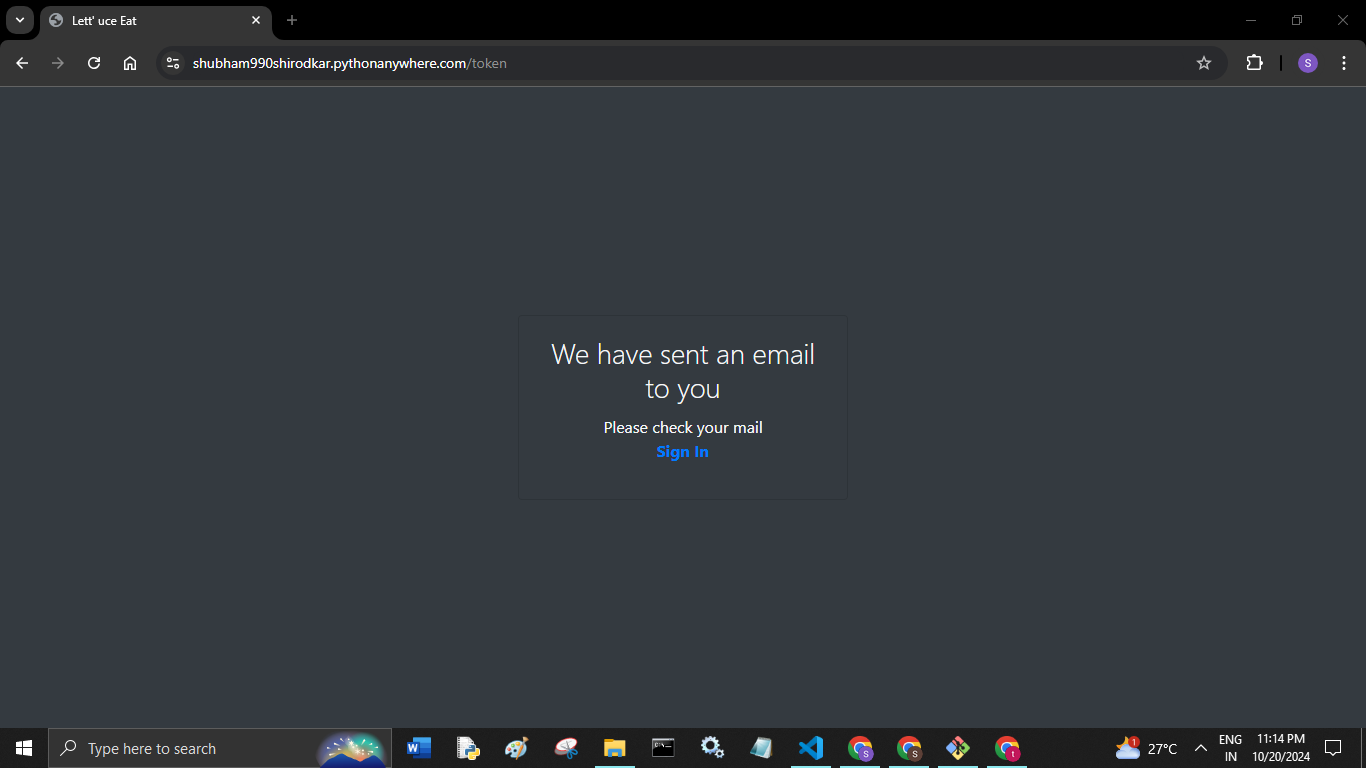 Lett' uce Eat
shubham990shirodkar.pythonanywhere.com/token
S
We have sent an email
to you
Please check your mail
Sign In
Type here to search
W
C:\_
S
S
t
1
27°C
ENG
IN
11:14 PM
10/20/2024